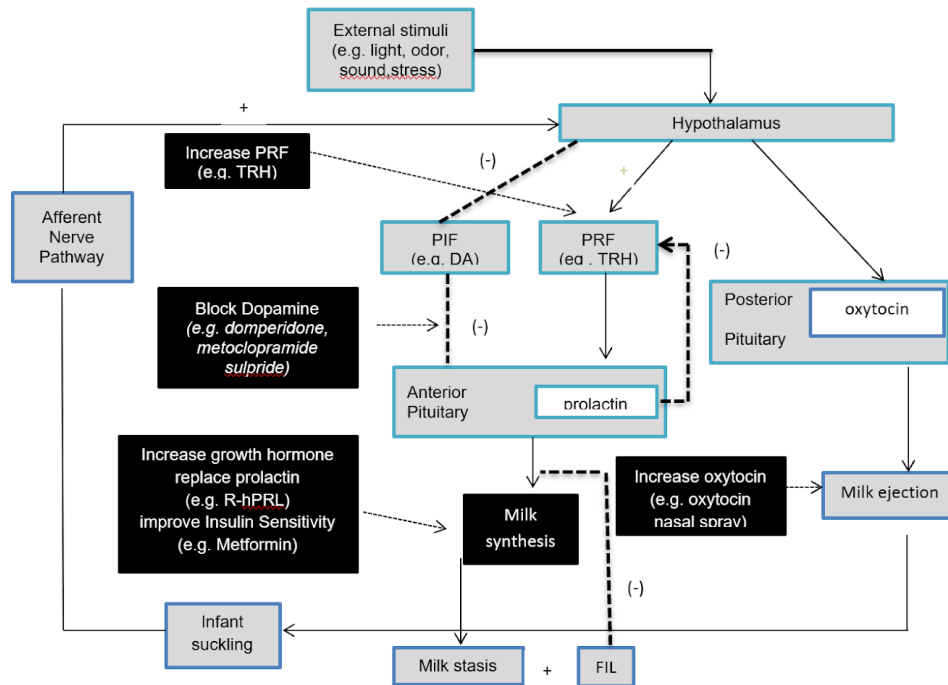 External stimuli
(e.g. light, odor,
sound,stress)
+
Hypothalamus
Increase PRF
(e.g. TRH)
(-)
+
Afferent
Nerve
Pathway
PIF
(e.g. DA)
PRF
(eg . TRH)
(-)
Posterior
Pituitary
oxytocin
Block Dopamine
(e.g. domperidone,
metoclopramide
sulpride)
(-)
Anterior
Pituitary
prolactin
Increase growth hormone
replace prolactin
(e.g. R-hPRL)
improve Insulin Sensitivity
(e.g. Metformin)
Milk
synthesis
Increase oxytocin
(e.g. oxytocin
nasal spray)
Milk ejection
(-)
Infant
suckling
Milk stasis
+
FIL